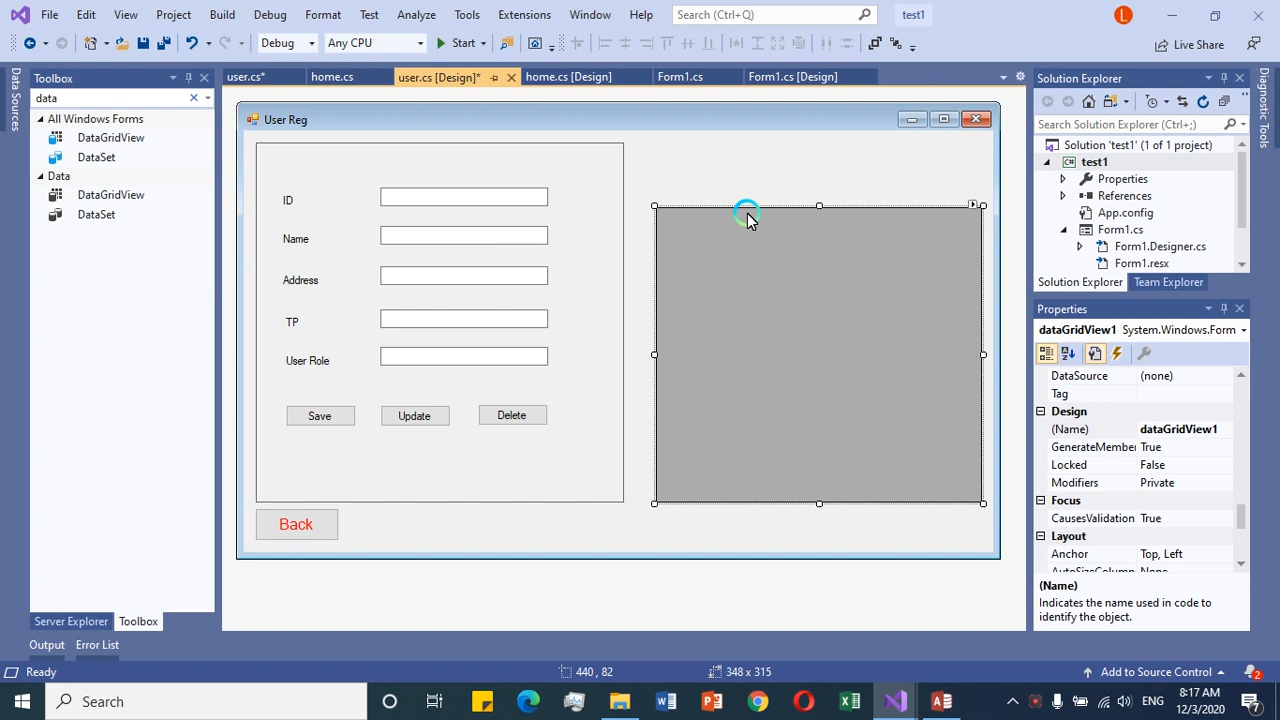 File Edit View Project Build Debug Format Test Analyze Tools Extensions Window Help Search (Ctrl+Q) test1 L
Debug Any CPU Start Live Share
Data Sources
Toolbox
data
All Windows Forms
DataGridView
DataSet
Data
DataGridView
DataSet
Server Explorer Toolbox
user.cs* home.cs user.cs [Design]* home.cs [Design] Form1.cs Form1.cs [Design]
User Reg
ID
Name
Address
TP
User Role
Save Update Delete
Back
Solution Explorer
Search Solution Explorer (Ctrl+;)
Solution 'test1' (1 of 1 project)
C# test1
Properties
References
App.config
Form1.cs
Form1.Designer.cs
Form1.resx
Solution Explorer Team Explorer
Properties
dataGridView1 System.Windows.Form
DataSource (none)
Tag
Design
(Name) dataGridView1
GenerateMember True
Locked False
Modifiers Private
Focus
CausesValidation True
Layout
Anchor Top, Left
AutoSizeColumn None
(Name)
Indicates the name used in code to
identify the object.
Diagnostic Tools
Output Error List
Ready 440 , 82 348 x 315 Add to Source Control 2
Search ENG 8:17 AM
12/3/2020 7